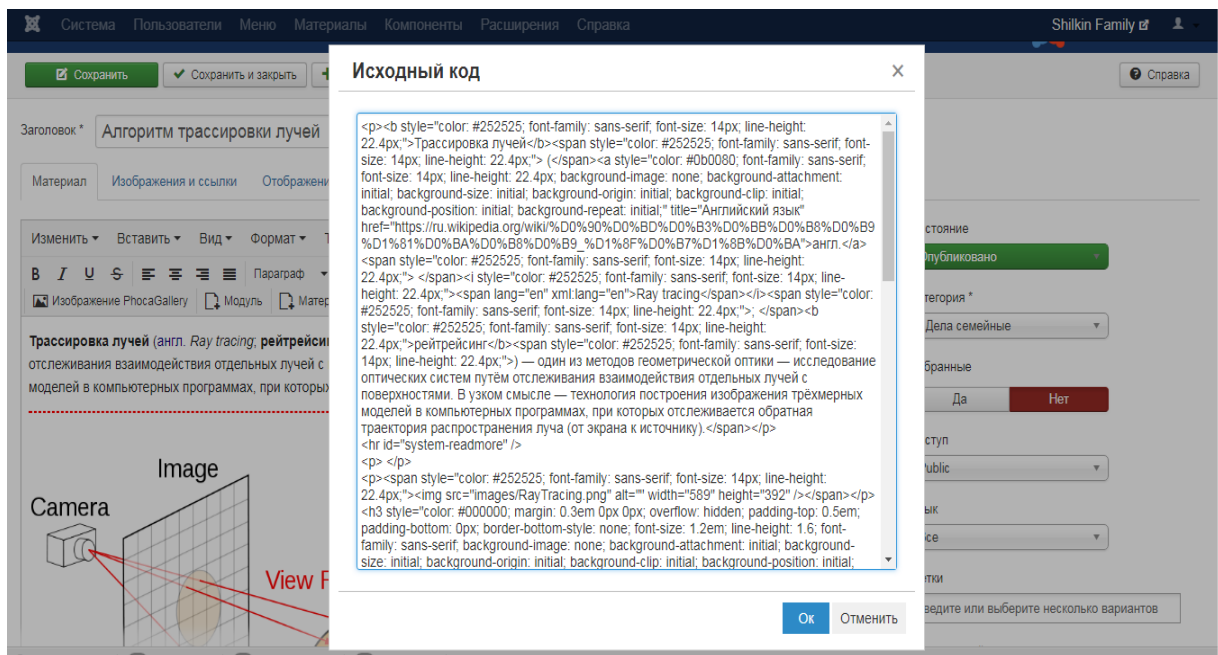 Система Пользователи Меню Материалы Компоненты Расширения Справка Shilkin Family
Сохранить Сохранить и закрыть Справка
Исходный код
Заголовок * Алгоритм трассировки лучей
Материал Изображения и ссылки
Изменить Вставить Вид Формат
B I U S Параграф
Изображение PhocaGallery Модуль
Трассировка лучей (англ. Ray tracing;
отслеживания взаимодействия отдельных лучей с
моделей в компьютерных программах, при которых
Image
Camera
View
<p><b style="color: #252525; font-family: sans-serif; font-size: 14px; line-height:
22.4px;">Трассировка лучей</b><span style="color: #252525; font-family: sans-serif; font-
size: 14px; line-height: 22.4px;"> (</span><a style="color: #0b0080; font-family: sans-serif;
font-size: 14px; line-height: 22.4px; background-image: none; background-attachment:
initial; background-size: initial; background-origin: initial; background-clip: initial;
background-position: initial; background-repeat: initial;" title="Английский язык"
href="https://ru.wikipedia.org/wiki/%D0%90%D0%BD%D0%B3%D0%BB%D0%B8%D0%B9
%D1%81%D0%BA%D0%B8%D0%B9_%D1%8F%D0%B7%D1%8B%D0%BA">англ.</a>
<span style="color: #252525; font-family: sans-serif; font-size: 14px; line-height:
22.4px;"> </span><i style="color: #252525; font-family: sans-serif; font-size: 14px; line-
height: 22.4px;"><span lang="en" xml:lang="en">Ray tracing</span></i><span style="color:
#252525; font-family: sans-serif; font-size: 14px; line-height: 22.4px;">; </span><b
style="color: #252525; font-family: sans-serif; font-size: 14px; line-height:
22.4px;">рейтрейсинг</b><span style="color: #252525; font-family: sans-serif; font-size:
14px; line-height: 22.4px;">) — один из методов геометрической оптики — исследование
оптических систем путём отслеживания взаимодействия отдельных лучей с
поверхностями. В узком смысле — технология построения изображения трёхмерных
моделей в компьютерных программах, при которых отслеживается обратная
траектория распространения луча (от экрана к источнику).</span></p>
<hr id="system-readmore" />
<p> </p>
<p><span style="color: #252525; font-family: sans-serif; font-size: 14px; line-height:
22.4px;"><img src="images/RayTracing.png" alt="" width="589" height="392" /></span></p>
<h3 style="color: #000000; margin: 0.3em 0px 0px; overflow: hidden; padding-top: 0.5em;
padding-bottom: 0px; border-bottom-style: none; font-size: 1.2em; line-height: 1.6; font-
family: sans-serif; background-image: none; background-attachment: initial; background-
size: initial; background-origin: initial; background-clip: initial; background-position: initial;
Ок Отменить
Дела семейные
Да Нет
несколько вариантов